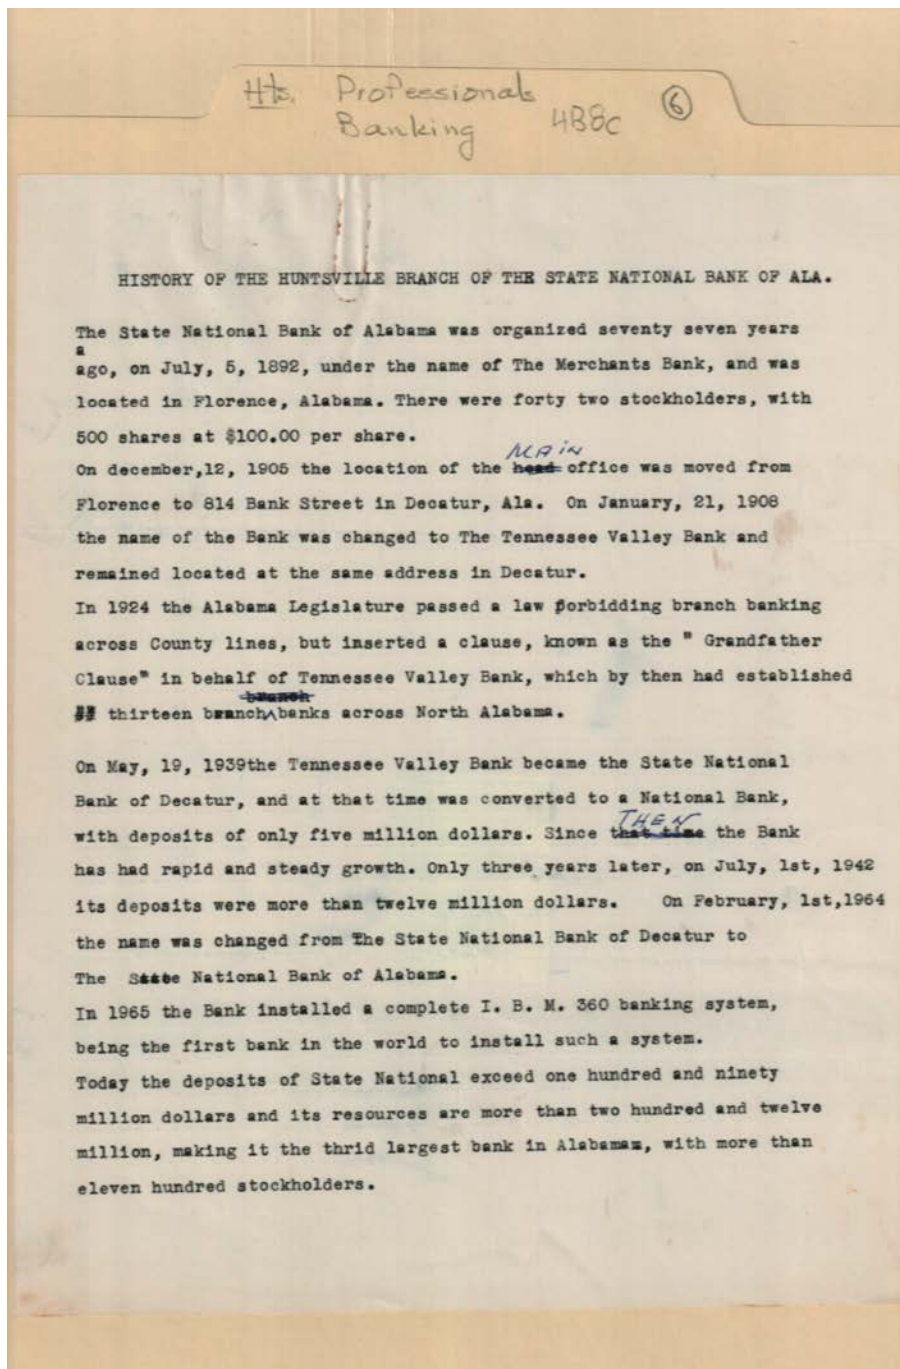 Hts. Professionals 6
Banking 4B8c
HISTORY OF THE HUNTSVILLE BRANCH OF THE STATE NATIONAL BANK OF ALA.
The State National Bank of Alabama was organized seventy seven years
a
ago, on July, 5, 1892, under the name of The Merchants Bank, and was
located in Florence, Alabama. There were forty two stockholders, with
500 shares at $100.00 per share.
MAIN
On december,12, 1905 the location of the head office was moved from
Florence to 814 Bank Street in Decatur, Ala. On January, 21, 1908
the name of the Bank was changed to The Tennessee Valley Bank and
remained located at the same address in Decatur.
In 1924 the Alabama Legislature passed a law forbidding branch banking
across County lines, but inserted a clause, known as the " Grandfather
Clause" in behalf of Tennessee Valley Bank, which by then had established
branch
thirteen branch banks across North Alabama.
On May, 19, 1939the Tennessee Valley Bank became the State National
Bank of Decatur, and at that time was converted to a National Bank,
THEN
with deposits of only five million dollars. Since that time the Bank
has had rapid and steady growth. Only three years later, on July, 1st, 1942
its deposits were more than twelve million dollars. On February, 1st,1964
the name was changed from The State National Bank of Decatur to
The State National Bank of Alabama.
In 1965 the Bank installed a complete I. B. M. 360 banking system,
being the first bank in the world to install such a system.
Today the deposits of State National exceed one hundred and ninety
million dollars and its resources are more than two hundred and twelve
million, making it the thrid largest bank in Alabamam, with more than
eleven hundred stockholders.